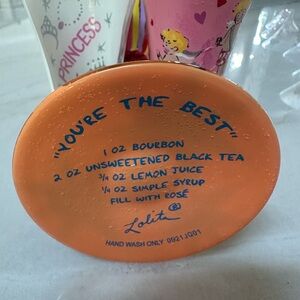 PRINCESS
"YOU'RE THE BEST"
1 OZ BOURBON
2 OZ UNSWEETENED BLACK TEA
3/4 OZ LEMON JUICE
1/4 OZ SIMPLE SYRUP
FILL WITH ROSÉ
Lolita ®
HAND WASH ONLY 0921JQ01